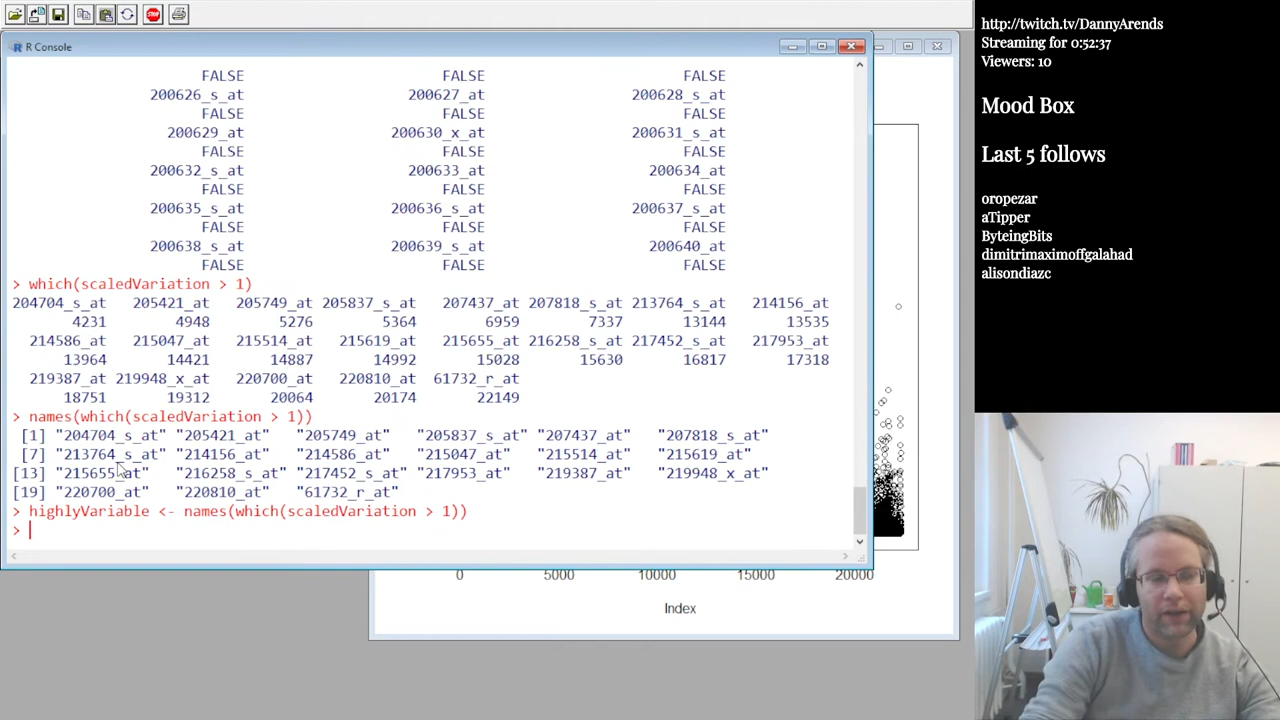 R Console
FALSE FALSE FALSE
200626_s_at 200627_at 200628_s_at
FALSE FALSE FALSE
200629_at 200630_x_at 200631_s_at
FALSE FALSE FALSE
200632_s_at 200633_at 200634_at
FALSE FALSE FALSE
200635_s_at 200636_s_at 200637_s_at
FALSE FALSE FALSE
200638_s_at 200639_s_at 200640_at
FALSE FALSE FALSE
> which(scaledVariation > 1)
204704_s_at 205421_at 205749_at 205837_s_at 207437_at 207818_s_at 213764_s_at 214156_at
4231 4948 5276 5364 6959 7337 13144 13535
214586_at 215047_at 215514_at 215619_at 215655_at 216258_s_at 217452_s_at 217953_at
13964 14421 14887 14992 15028 15630 16817 17318
219387_at 219948_x_at 220700_at 220810_at 61732_r_at
18751 19312 20064 20174 22149
> names(which(scaledVariation > 1))
[1] "204704_s_at" "205421_at" "205749_at" "205837_s_at" "207437_at" "207818_s_at"
[7] "213764_s_at" "214156_at" "214586_at" "215047_at" "215514_at" "215619_at"
[13] "215655_at" "216258_s_at" "217452_s_at" "217953_at" "219387_at" "219948_x_at"
[19] "220700_at" "220810_at" "61732_r_at"
> highlyVariable <- names(which(scaledVariation > 1))
>
0 5000 10000 15000 20000
Index
http://twitch.tv/DannyArends
Streaming for 0:52:37
Viewers: 10
Mood Box
Last 5 follows
oropezar
aTipper
ByteingBits
dimitrimaximoffgalahad
alisondiazc